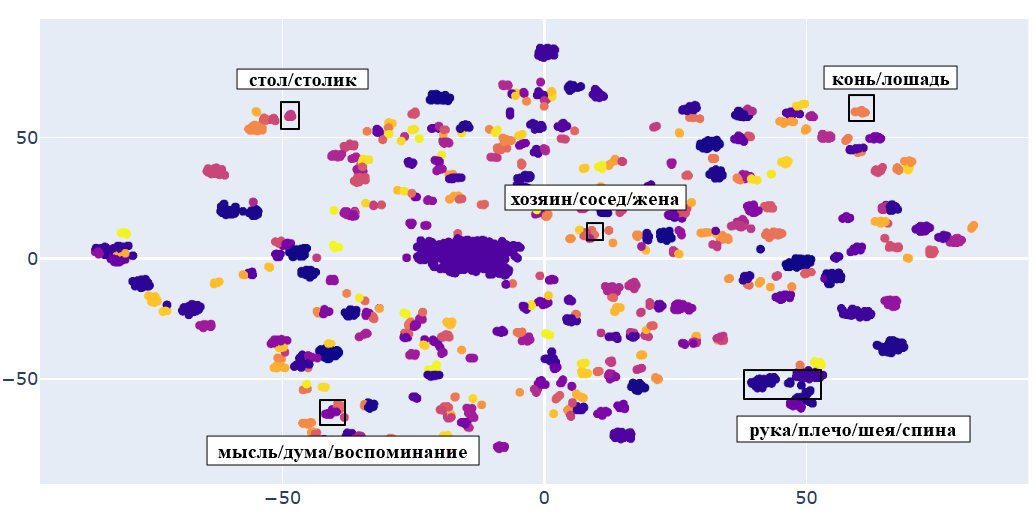 стол/столик
конь/лошадь
50
хозяин/сосед/жена
0
−50
рука/плечо/шея/спина
мысль/дума/воспоминание
−50
0
50